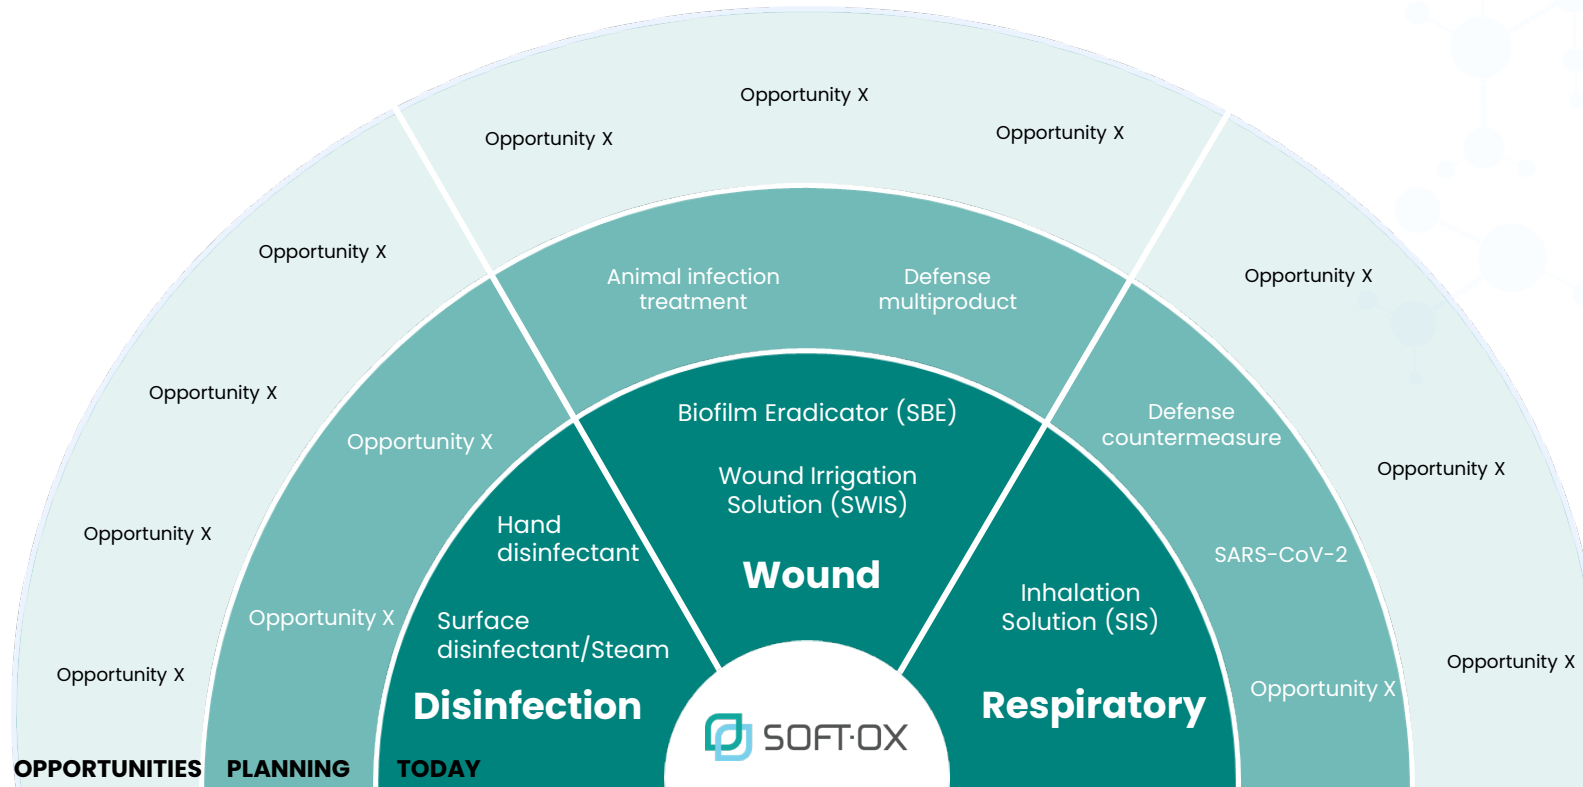 Opportunity X
Opportunity X
Opportunity X
Opportunity X
Opportunity X
Opportunity X
Opportunity X
Opportunity X
Opportunity X
Opportunity X
Animal infection
treatment
Defense
multiproduct
Opportunity X
Opportunity X
Defense
countermeasure
SARS-CoV-2
Opportunity X
Biofilm Eradicator (SBE)
Wound Irrigation
Solution (SWIS)
Wound
Hand
disinfectant
Surface
disinfectant/Steam
Disinfection
Inhalation
Solution (SIS)
Respiratory
SOFT·OX
OPPORTUNITIES
PLANNING
TODAY